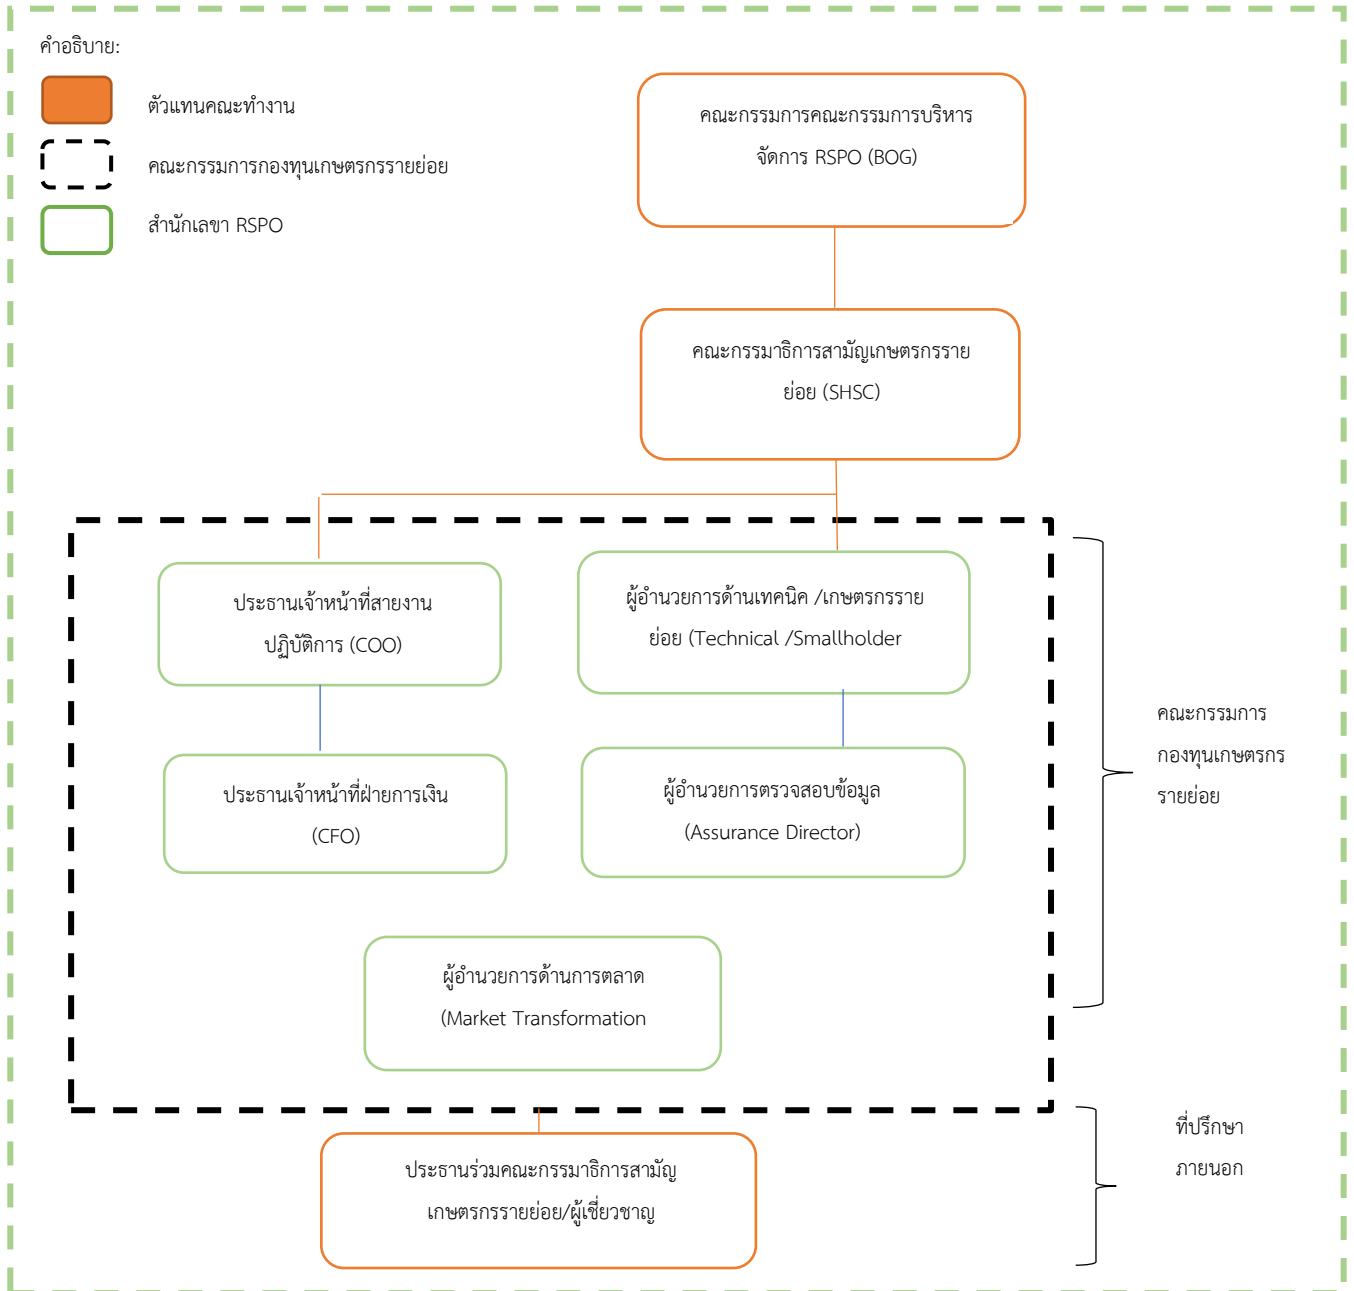 คำอธิบาย:
ตัวแทนคณะทำงาน
คณะกรรมการกองทุนเกษตรกรรายย่อย
สำนักเลขา RSPO
คณะกรรมการคณะกรรมการบริหาร
จัดการ RSPO (BOG)
คณะกรรมาธิการสามัญเกษตรกรราย
ย่อย (SHSC)
ประธานเจ้าหน้าที่สายงาน
ปฏิบัติการ (COO)
ผู้อำนวยการด้านเทคนิค /เกษตรกรราย
ย่อย (Technical /Smallholder
ประธานเจ้าหน้าที่ฝ่ายการเงิน
(CFO)
ผู้อำนวยการตรวจสอบข้อมูล
(Assurance Director)
ผู้อำนวยการด้านการตลาด
(Market Transformation
คณะกรรมการ
กองทุนเกษตรกร
รายย่อย
ประธานร่วมคณะกรรมาธิการสามัญ
เกษตรกรรายย่อย/ผู้เชี่ยวชาญ
ที่ปรึกษา
ภายนอก